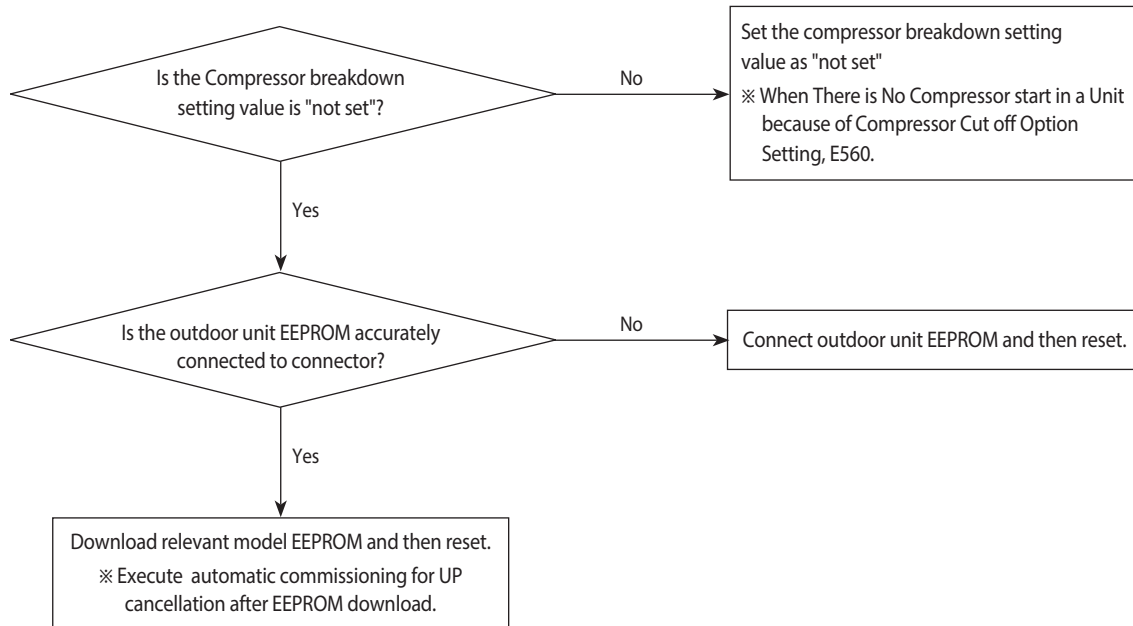 Is the Compressor breakdown
setting value is "not set"?
No
Set the compressor breakdown setting
value as "not set"
※ When There is No Compressor start in a Unit
because of Compressor Cut off Option
Setting, E560.
Yes
Is the outdoor unit EEPROM accurately
connected to connector?
No
Connect outdoor unit EEPROM and then reset.
Yes
Download relevant model EEPROM and then reset.
※ Execute automatic commissioning for UP
cancellation after EEPROM download.